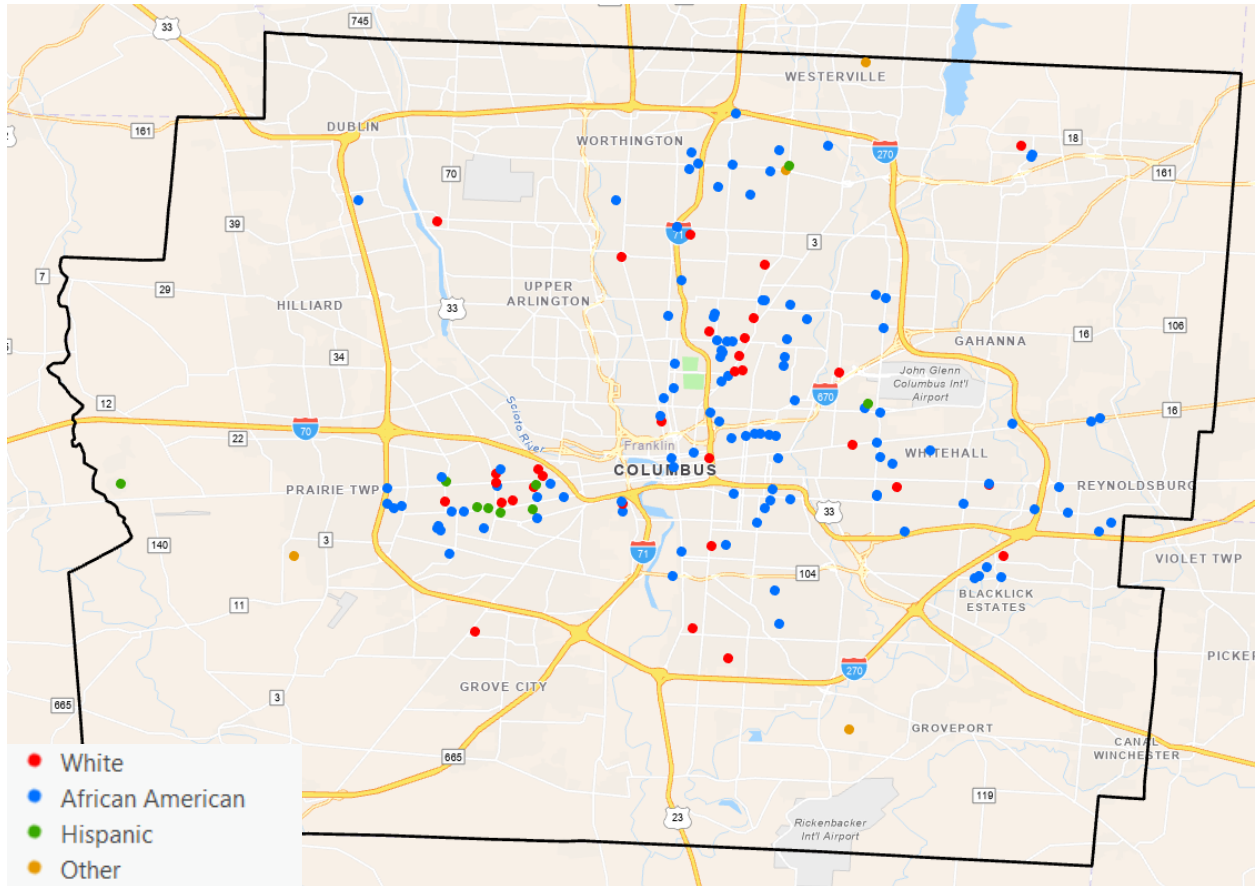 745
33
WESTERVILLE
DUBLIN
161
WORTHINGTON
18
270
70
161
39
71
3
7
UPPER
ARLINGTON
29
HILLIARD
33
106
16
34
GAHANNA
John Glenn
Columbus Int'l
Airport
670
12
Scioto River
16
70
22
Franklin
WHITEHALL
COLUMBUS
PRAIRIE TWP
REYNOLDSBURG
33
3
140
71
VIOLET TWP
104
BLACKLICK
ESTATES
11
PICKER
270
GROVE CITY
3
665
GROVEPORT
CANAL
WINCHESTER
665
White
African American
Hispanic
Other
119
23
Rickenbacker
Int'l Airport